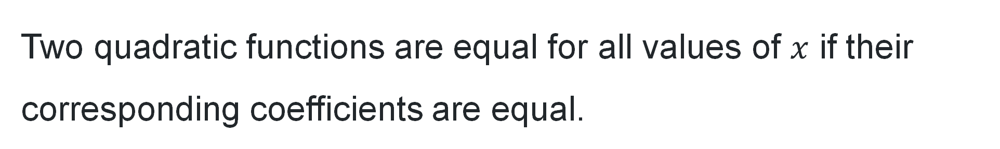 Two quadratic functions are equal for all values of x if their
corresponding coefficients are equal.